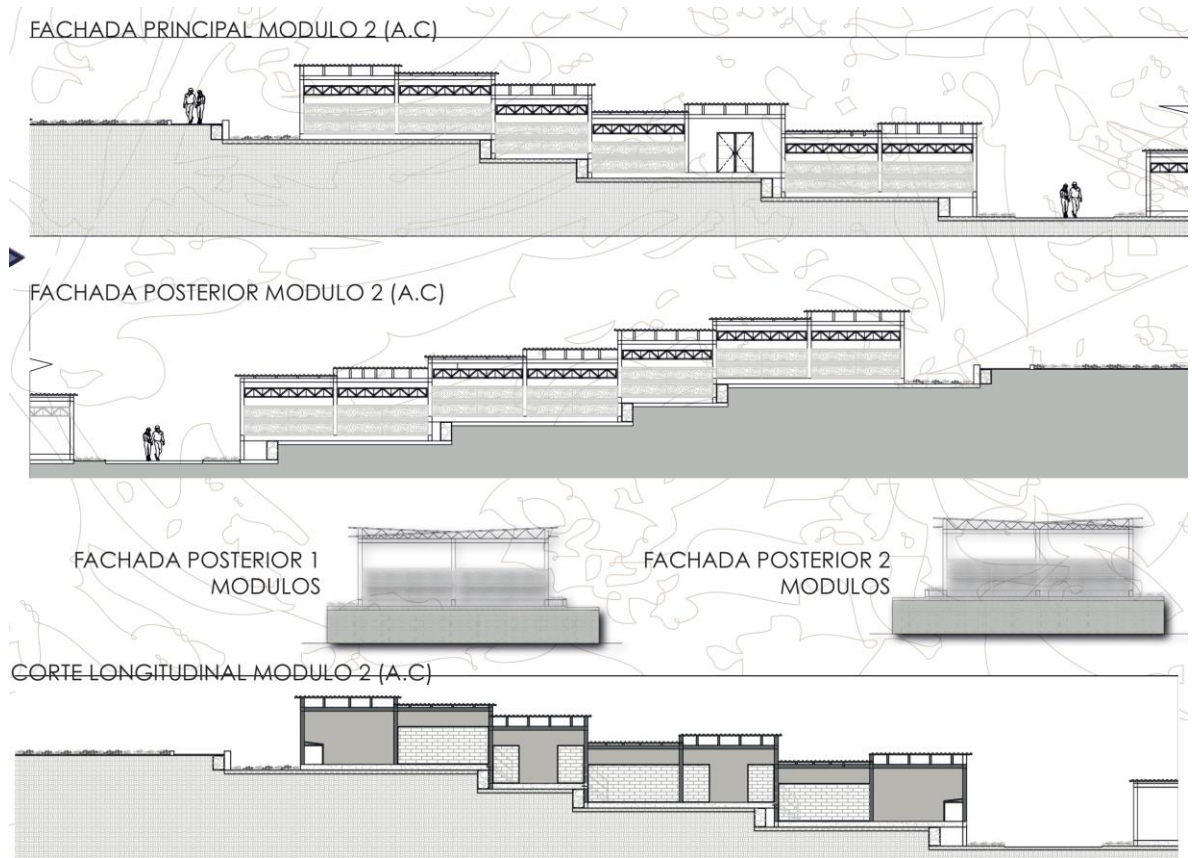 FACHADA PRINCIPAL MODULO 2 (A.C)
FACHADA POSTERIOR MODULO 2 (A.C)
FACHADA POSTERIOR 1
MODULOS
FACHADA POSTERIOR 2
MODULOS
CORTE LONGITUDINAL MODULO 2 (A.C)